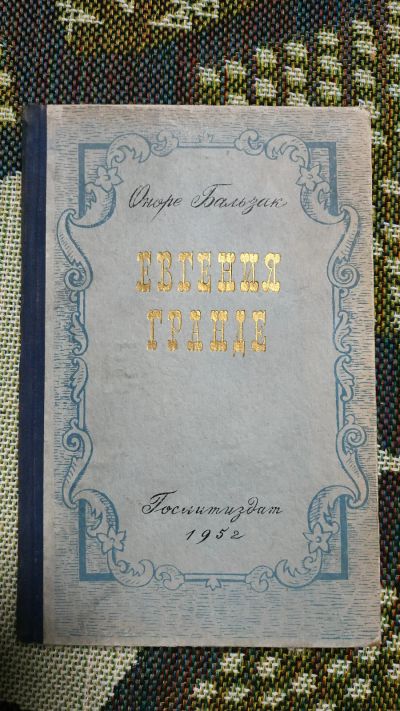 Оноре Бальзак
ЕВГЕНИЯ
ГРАНДЕ
Гослитиздат
1952